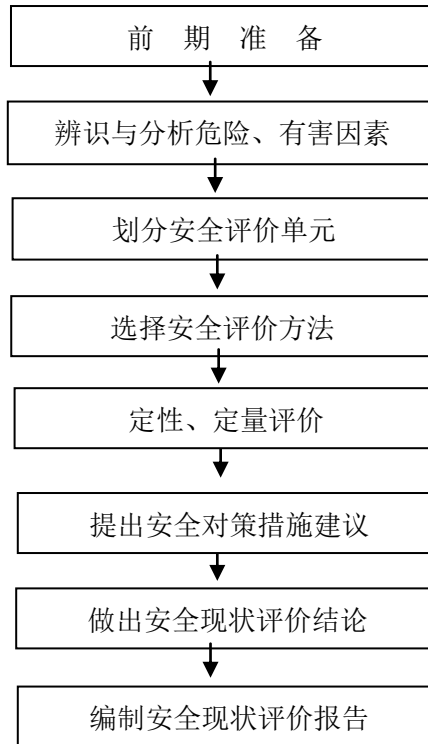 前 期 准 备
辨识与分析危险、有害因素
划分安全评价单元
选择安全评价方法
定性、定量评价
提出安全对策措施建议
做出安全现状评价结论
编制安全现状评价报告